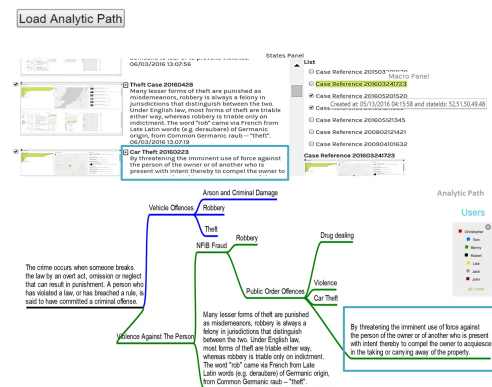 Load Analytic Path
States Panel
06/03/2016 13:07:56
Theft Case 20160428
Many lesser forms of theft are punished as
misdemeanors, robbery is always a felony in
jurisdictions that distinguish between the two.
Under English law, most forms of theft are triable
either way, whereas robbery is triable only on
indictment. The word "rob" came via French from
Late Latin words (e.g. deraubare) of Germanic
origin, from Common Germanic raub -- "theft".
06/03/2016 13:07:19
Car Theft 20160223
By threatening the imminent use of force against
the person of the owner or of another who is
present with intent thereby to compel the owner to
List
Case Reference
Macro Panel
Case Reference 201603241723
Case Reference 201605201520
Created at: 05/13/2016 04:15:58 and stateIds: 52,51,50,49,48
Case Reference 201605121345
Case Reference 200802121421
Case Reference 200804101632
Case Reference 201603241723
Analytic Path
Users
Christopher
Tom
Benny
Robert
Lisa
Jack
John
all / none
Arson and Criminal Damage
Vehicle Offences
Robbery
Theft
NFIB Fraud
Robbery
Drug dealing
Public Order Offences
Violence
Car Theft
The crime occurs when someone breaks
the law by an overt act, omission or neglect
that can result in punishment. A person who
has violated a law, or has breached a rule, is
said to have committed a criminal offense.
Violence Against The Person
Many lesser forms of theft are punished
as misdemeanors, robbery is always a
felony in jurisdictions that distinguish
between the two. Under English law,
most forms of theft are triable either way,
whereas robbery is triable only on indictment.
The word "rob" came via French from Late
Latin words (e.g. deraubare) of Germanic origin,
from Common Germanic raub -- "theft".
By threatening the imminent use of force against
the person of the owner or of another who is present
with intent thereby to compel the owner to acquiesce
in the taking or carrying away of the property.